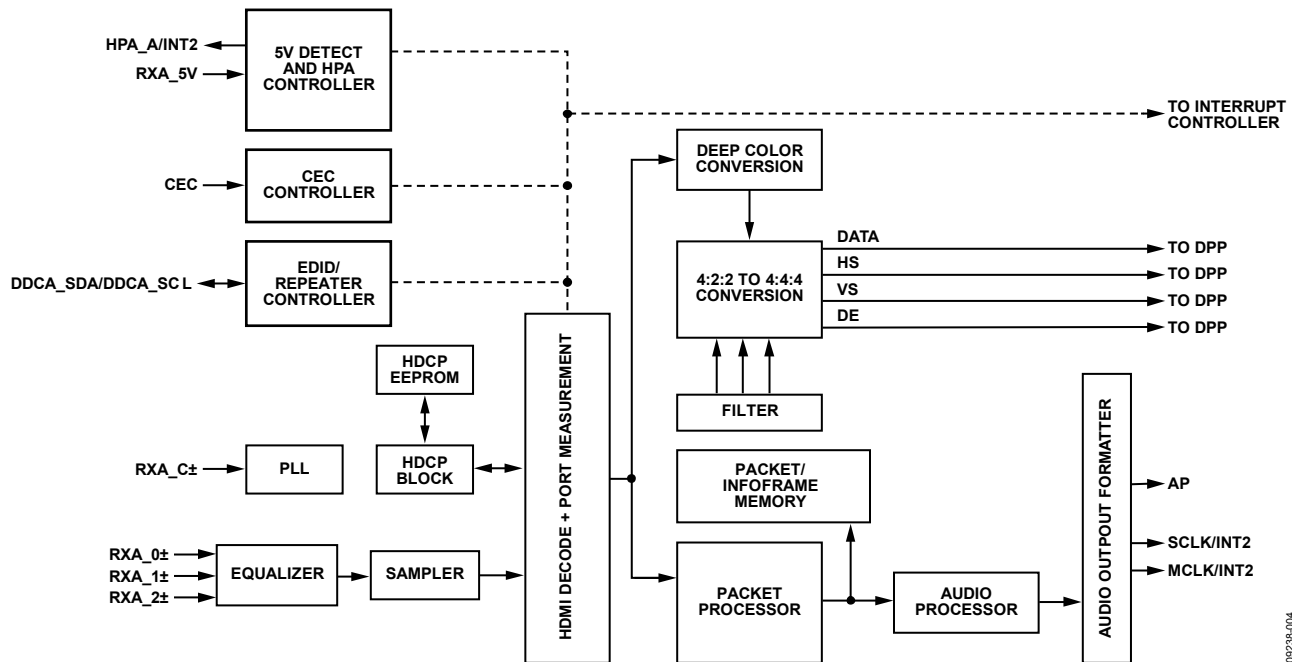 HPA_A/INT2
RXA_5V
5V DETECT
AND HPA
CONTROLLER
TO INTERRUPT
CONTROLLER
DEEP COLOR
CONVERSION
CEC
CEC
CONTROLLER
DDCA_SDA/DDCA_SC L
EDID/
REPEATER
CONTROLLER
4:2:2 TO 4:4:4
CONVERSION
DATA
TO DPP
HS
TO DPP
VS
TO DPP
DE
TO DPP
HDCP
EEPROM
FILTER
RXA_C±
PLL
HDCP
BLOCK
HDMI DECODE + PORT MEASUREMENT
PACKET/
INFOFRAME
MEMORY
RXA_0±
RXA_1±
RXA_2±
EQUALIZER
SAMPLER
PACKET
PROCESSOR
AUDIO
PROCESSOR
AUDIO OUTPOUT FORMATTER
AP
SCLK/INT2
MCLK/INT2
09238-004